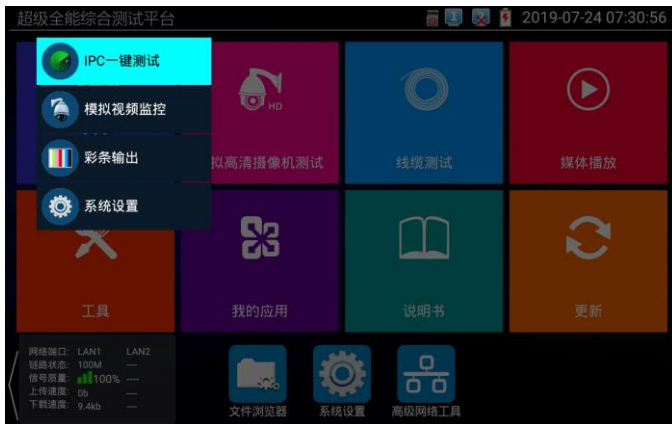 超级全能综合测试平台
2019-07-24 07:30:56
IPC一键测试
模拟视频监控
彩条输出
系统设置
HD
拟高清摄像机测试
线缆测试
媒体播放
工具
我的应用
说明书
更新
网络端口: LAN1 LAN2
链路状态: 100M ---
信号质量: 100% ----
上传速度: 0b ---
下载速度: 9.4kb ---
文件浏览器
系统设置
高级网络工具